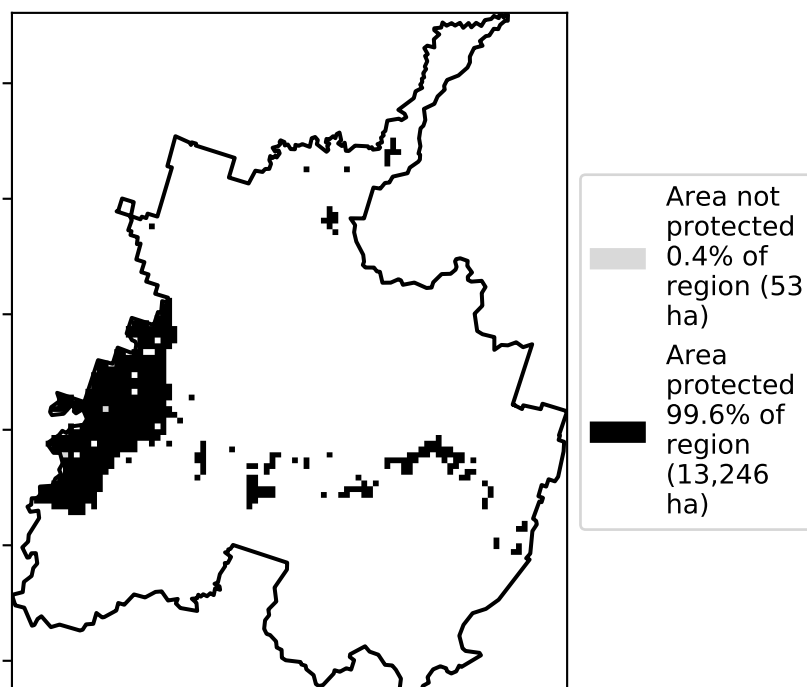 Area not
protected
0.4% of
region (53
ha)
Area
protected
99.6% of
region
(13,246
ha)